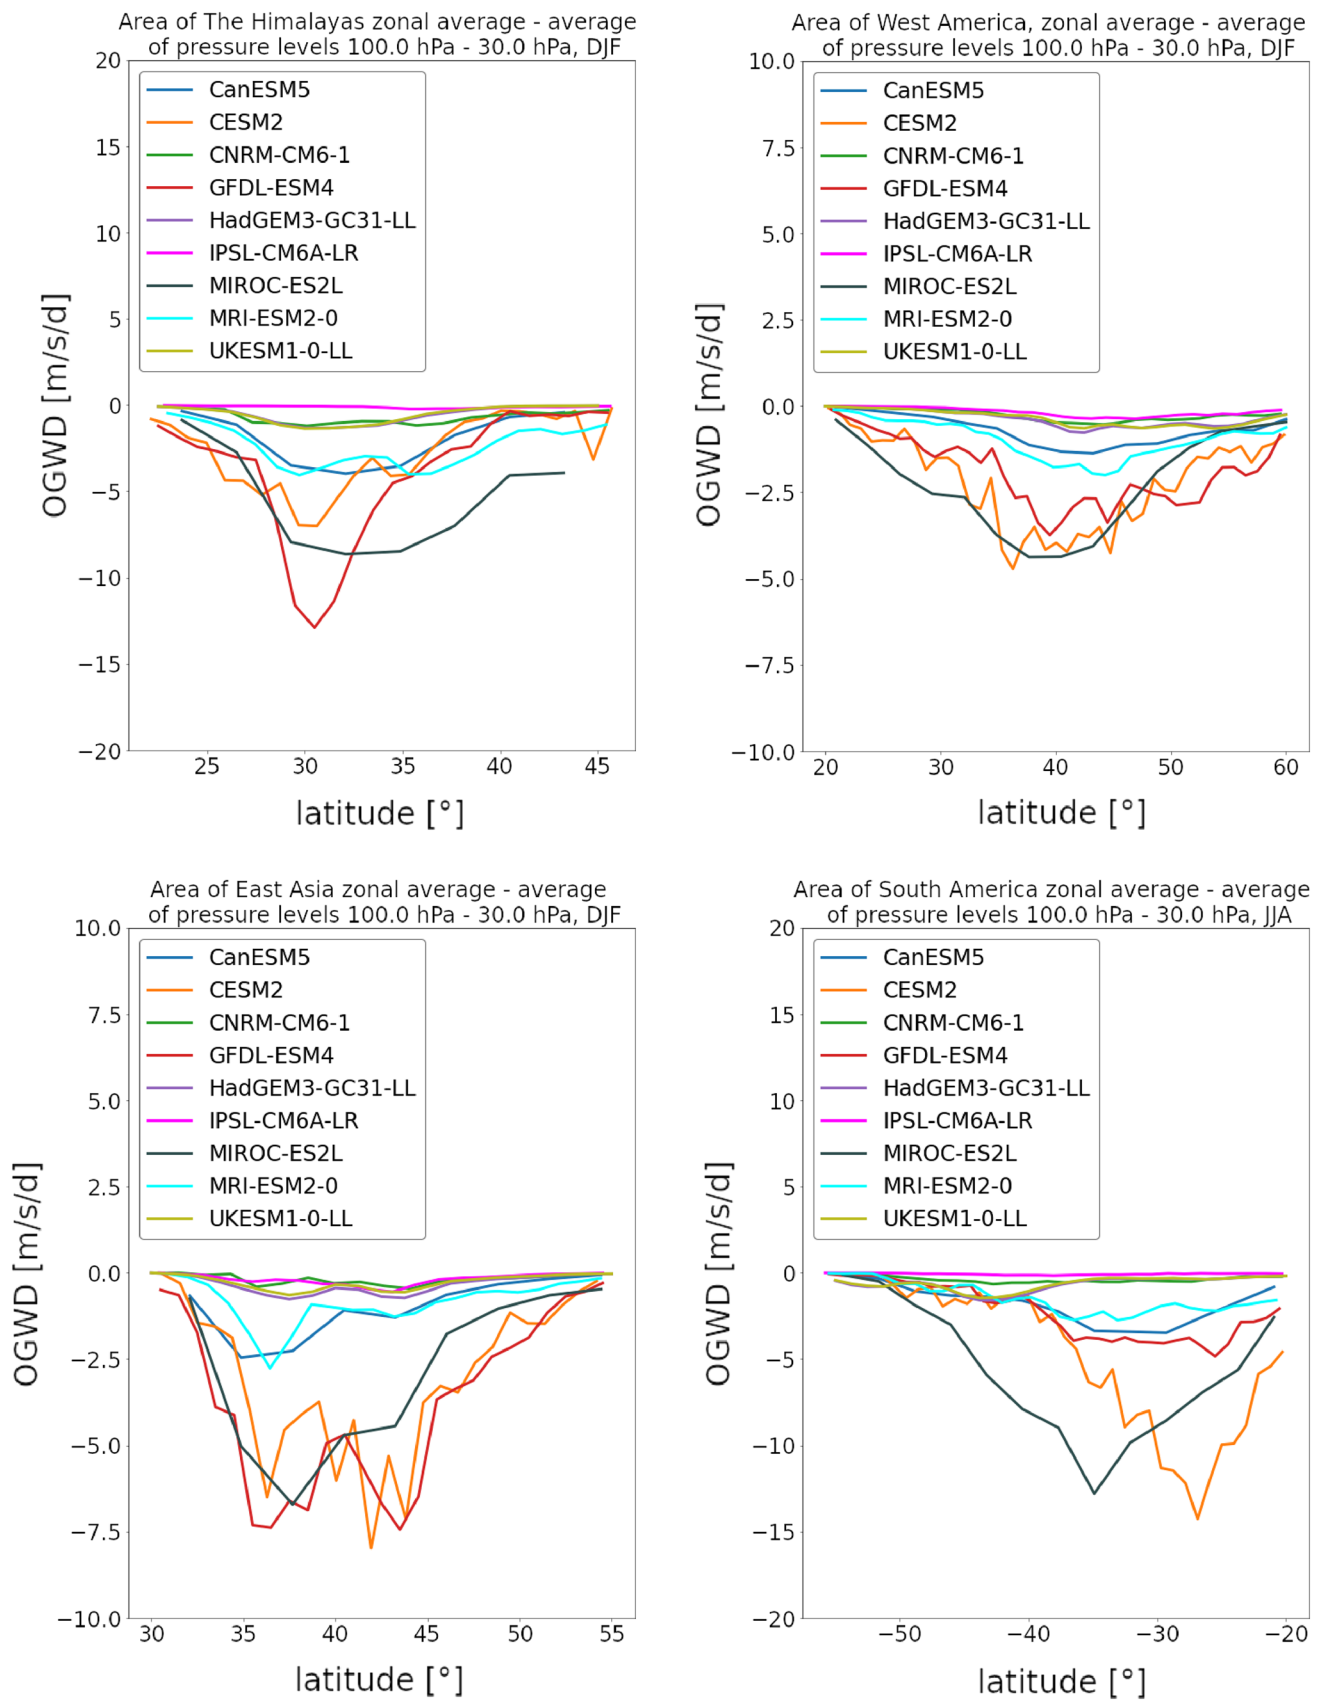 Area of The Himalayas zonal average - average
of pressure levels 100.0 hPa - 30.0 hPa, DJF
20
15
10
5
0
−5
−10
−15
−20
OGWD [m/s/d]
CanESM5
CESM2
CNRM-CM6-1
GFDL-ESM4
HadGEM3-GC31-LL
IPSL-CM6A-LR
MIROC-ES2L
MRI-ESM2-0
UKESM1-0-LL
25 30 35 40 45
latitude [°]
Area of West America, zonal average - average
of pressure levels 100.0 hPa - 30.0 hPa, DJF
10.0
7.5
5.0
2.5
0.0
−2.5
−5.0
−7.5
−10.0
OGWD [m/s/d]
CanESM5
CESM2
CNRM-CM6-1
GFDL-ESM4
HadGEM3-GC31-LL
IPSL-CM6A-LR
MIROC-ES2L
MRI-ESM2-0
UKESM1-0-LL
20 30 40 50 60
latitude [°]
Area of East Asia zonal average - average
of pressure levels 100.0 hPa - 30.0 hPa, DJF
10.0
7.5
5.0
2.5
0.0
−2.5
−5.0
−7.5
−10.0
OGWD [m/s/d]
CanESM5
CESM2
CNRM-CM6-1
GFDL-ESM4
HadGEM3-GC31-LL
IPSL-CM6A-LR
MIROC-ES2L
MRI-ESM2-0
UKESM1-0-LL
30 35 40 45 50 55
latitude [°]
Area of South America zonal average - average
of pressure levels 100.0 hPa - 30.0 hPa, JJA
20
15
10
5
0
−5
−10
−15
−20
OGWD [m/s/d]
CanESM5
CESM2
CNRM-CM6-1
GFDL-ESM4
HadGEM3-GC31-LL
IPSL-CM6A-LR
MIROC-ES2L
MRI-ESM2-0
UKESM1-0-LL
−50 −40 −30 −20
latitude [°]